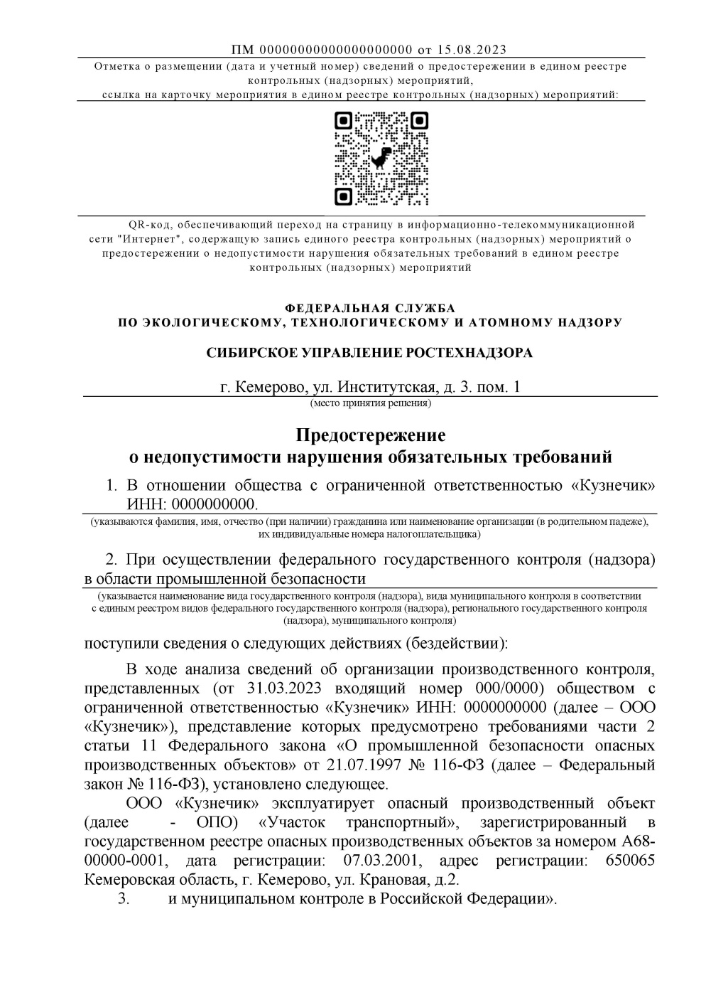 ПМ 00000000000000000000 от 15.08.2023
Отметка о размещении (дата и учетный номер) сведений о предостережении в едином реестре
контрольных (надзорных) мероприятий,
ссылка на карточку мероприятия в едином реестре контрольных (надзорных) мероприятий:
QR-код, обеспечивающий переход на страницу в информационно-телекоммуникационной
сети "Интернет", содержащую запись единого реестра контрольных (надзорных) мероприятий о
предостережении о недопустимости нарушения обязательных требований в едином реестре
контрольных (надзорных) мероприятий
ФЕДЕРАЛЬНАЯ СЛУЖБА
ПО ЭКОЛОГИЧЕСКОМУ, ТЕХНОЛОГИЧЕСКОМУ И АТОМНОМУ НАДЗОРУ
СИБИРСКОЕ УПРАВЛЕНИЕ РОСТЕХНАДЗОРА
г. Кемерово, ул. Институтская, д. 3. пом. 1
(место принятия решения)
Предостережение
о недопустимости нарушения обязательных требований
1. В отношении общества с ограниченной ответственностью «Кузнечик»
ИНН: 0000000000.
(указываются фамилия, имя, отчество (при наличии) гражданина или наименование организации (в родительном падеже),
их индивидуальные номера налогоплательщика)
2. При осуществлении федерального государственного контроля (надзора)
в области промышленной безопасности
(указывается наименование вида государственного контроля (надзора), вида муниципального контроля в соответствии
с единым реестром видов федерального государственного контроля (надзора), регионального государственного контроля
(надзора), муниципального контроля)
поступили сведения о следующих действиях (бездействии):
В ходе анализа сведений об организации производственного контроля,
представленных (от 31.03.2023 входящий номер 000/0000) обществом с
ограниченной ответственностью «Кузнечик» ИНН: 0000000000 (далее – ООО
«Кузнечик»), представление которых предусмотрено требованиями части 2
статьи 11 Федерального закона «О промышленной безопасности опасных
производственных объектов» от 21.07.1997 № 116-ФЗ (далее – Федеральный
закон № 116-ФЗ), установлено следующее.
ООО «Кузнечик» эксплуатирует опасный производственный объект
(далее - ОПО) «Участок транспортный», зарегистрированный в
государственном реестре опасных производственных объектов за номером А68-
00000-0001, дата регистрации: 07.03.2001, адрес регистрации: 650065
Кемеровская область, г. Кемерово, ул. Крановая, д.2.
3. и муниципальном контроле в Российской Федерации».